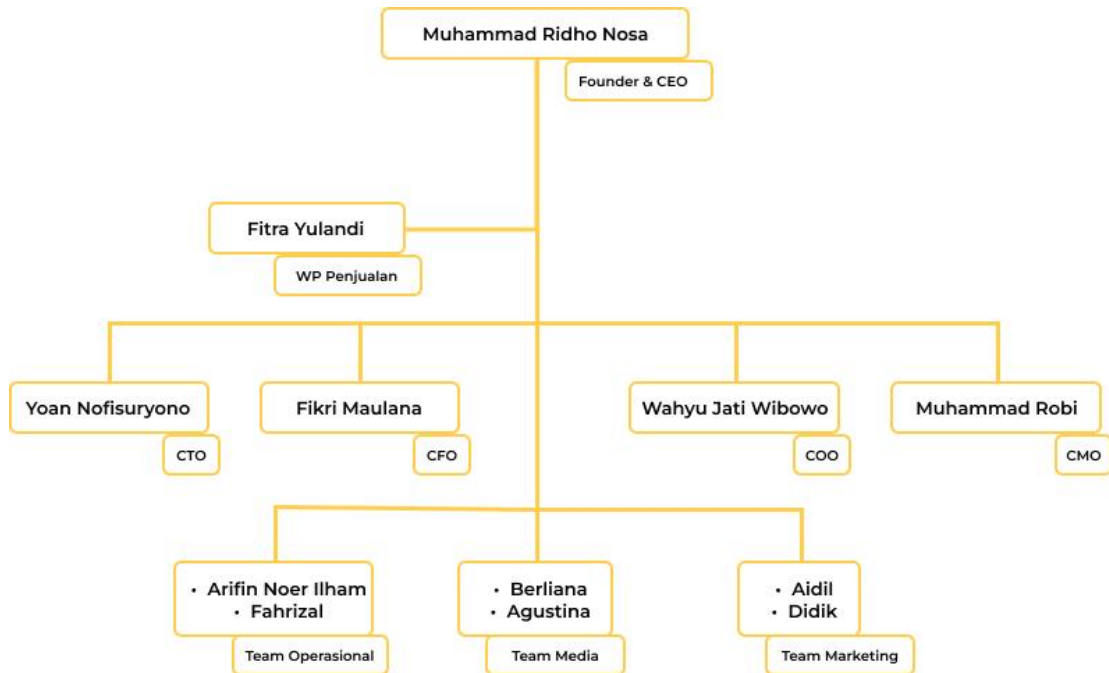 Muhammad Ridho Nosa
Founder & CEO
Fitra Yulandi
WP Penjualan
Yoan Nofisuryono
CTO
Fikri Maulana
CFO
Wahyu Jati Wibowo
COO
Muhammad Robi
CMO
• Arifin Noer Ilham
• Fahrizal
Team Operasional
• Berliana
• Agustina
Team Media
• Aidil
• Didik
Team Marketing